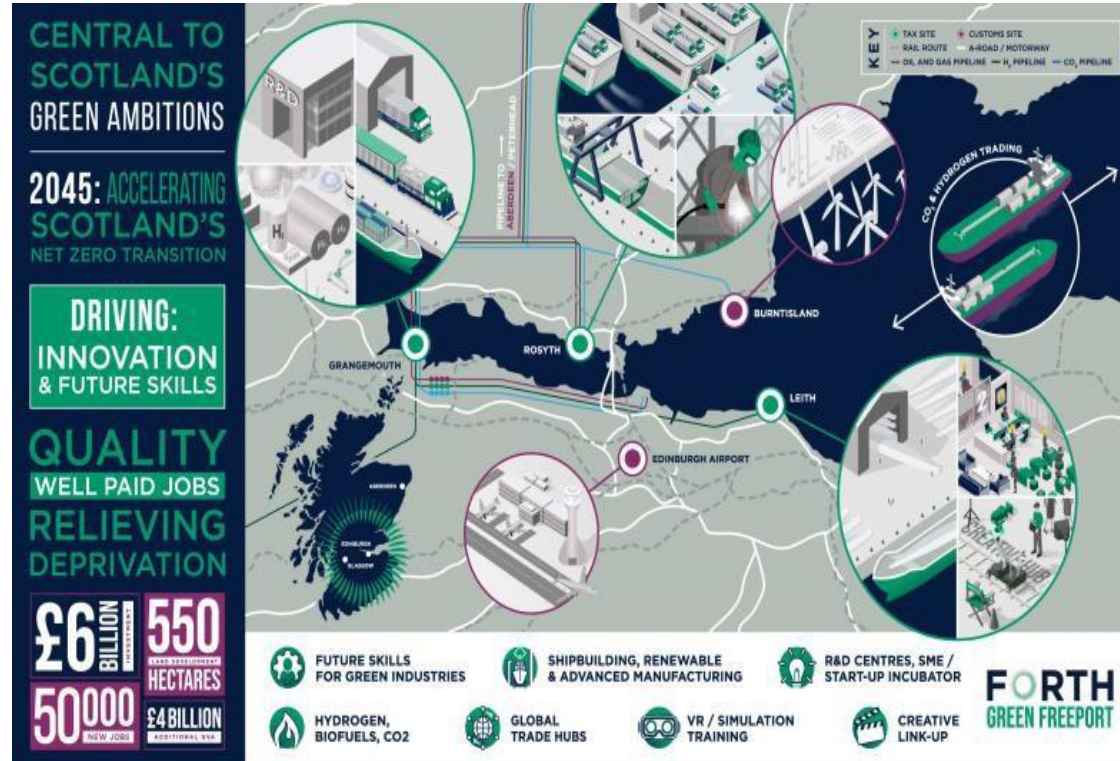 CENTRAL TO
SCOTLAND'S
GREEN AMBITIONS
2045: ACCELERATING
SCOTLAND'S
NET ZERO TRANSITION
DRIVING:
INNOVATION
& FUTURE SKILLS
QUALITY
WELL PAID JOBS
RELIEVING
DEPRIVATION
£6 BILLION
INVESTMENT
550
LAND DEVELOPMENT
HECTARES
50000
NEW JOBS
£4 BILLION
ADDITIONAL GVA
KEY
TAX SITE
CUSTOMS SITE
RAIL ROUTE
A-ROAD / MOTORWAY
OIL AND GAS PIPELINE
H₂ PIPELINE
CO₂ PIPELINE
R&D
H₂
H₂
PIPELINE TO
ABERDEEN / PETERHEAD
CO₂ & HYDROGEN TRADING
BURNTISLAND
ROSYTH
GRANGEMOUTH
LEITH
EDINBURGH AIRPORT
ABERDEEN
EDINBURGH
GLASGOW
2
CREATIVE HUB
FUTURE SKILLS
FOR GREEN INDUSTRIES
SHIPBUILDING, RENEWABLE
& ADVANCED MANUFACTURING
R&D CENTRES, SME /
START-UP INCUBATOR
HYDROGEN,
BIOFUELS, CO2
GLOBAL
TRADE HUBS
VR / SIMULATION
TRAINING
CREATIVE
LINK-UP
FORTH
GREEN FREEPORT